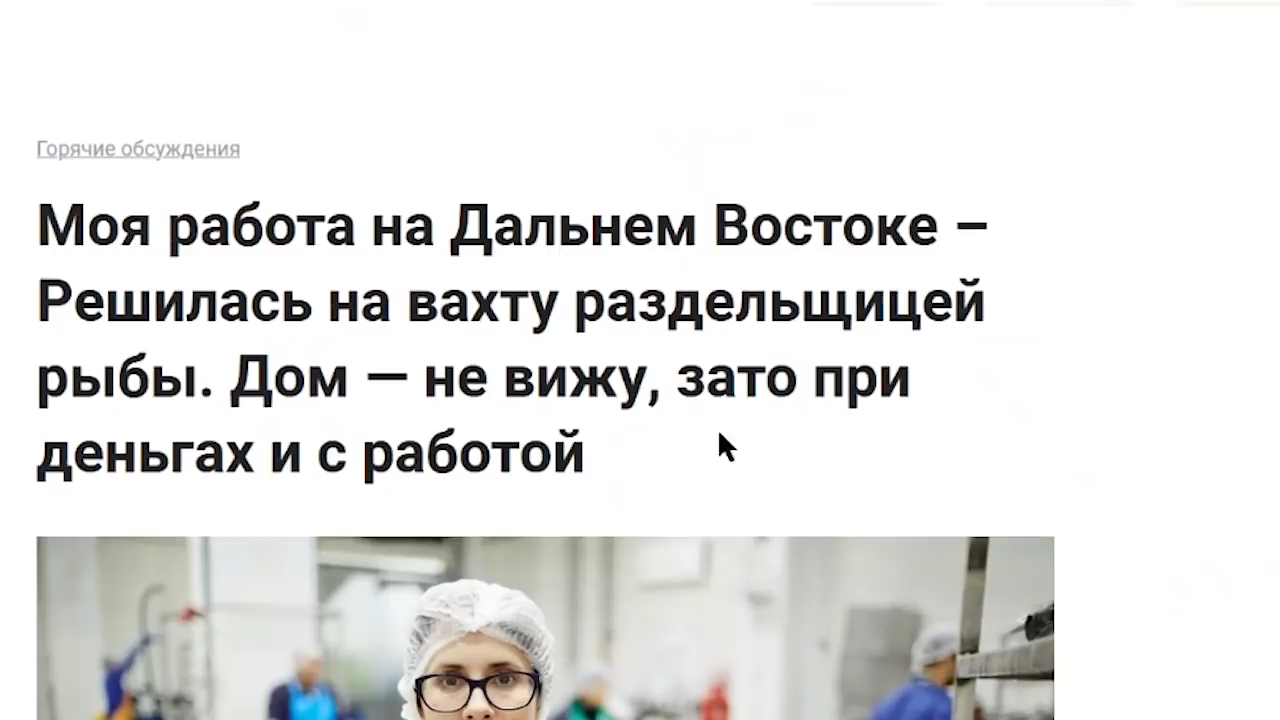 Горячие обсуждения
Моя работа на Дальнем Востоке –
Решилась на вахту раздельщицей
рыбы. Дом — не вижу, зато при
деньгах и с работой